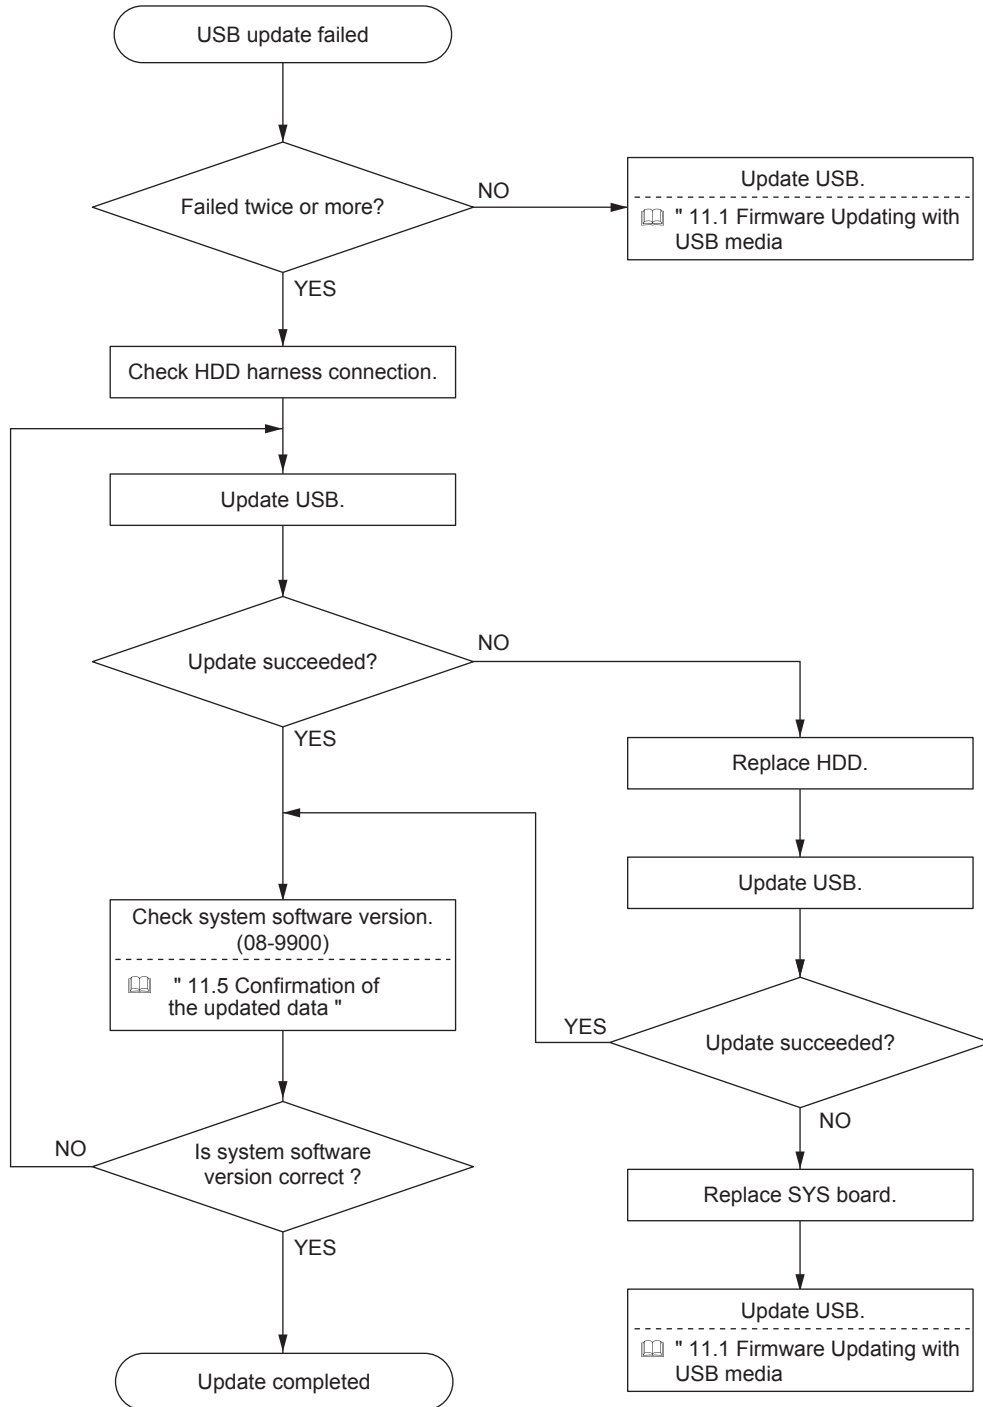 USB update failed
Failed twice or more?
NO
YES
Update USB.
" 11.1 Firmware Updating with
USB media
Check HDD harness connection.
Update USB.
Update succeeded?
NO
YES
Replace HDD.
Update USB.
Check system software version.
(08-9900)
" 11.5 Confirmation of
the updated data "
Update succeeded?
YES
NO
Is system software
version correct ?
NO
YES
Replace SYS board.
Update USB.
" 11.1 Firmware Updating with
USB media
Update completed